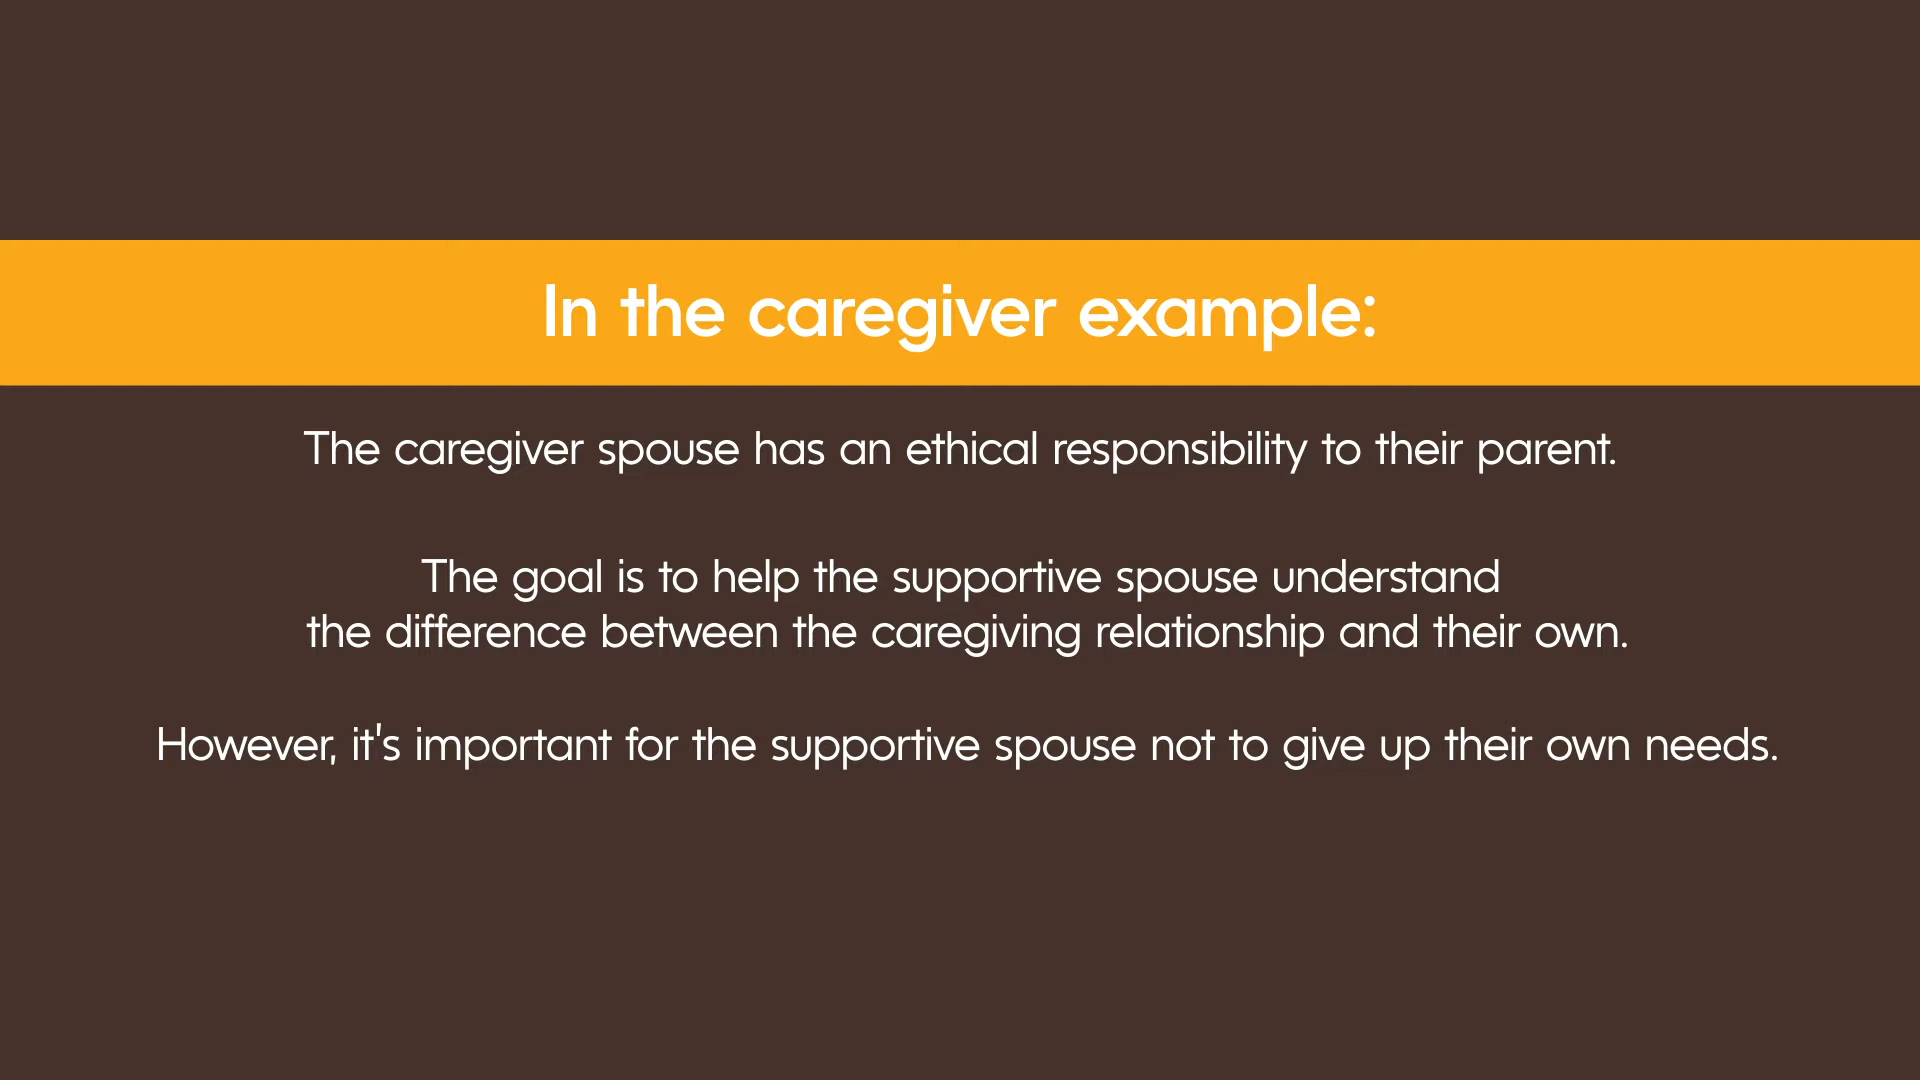 In the caregiver example:
The caregiver spouse has an ethical responsibility to their parent.
The goal is to help the supportive spouse understand
the difference between the caregiving relationship and their own.
However, it's important for the supportive spouse not to give up their own needs.